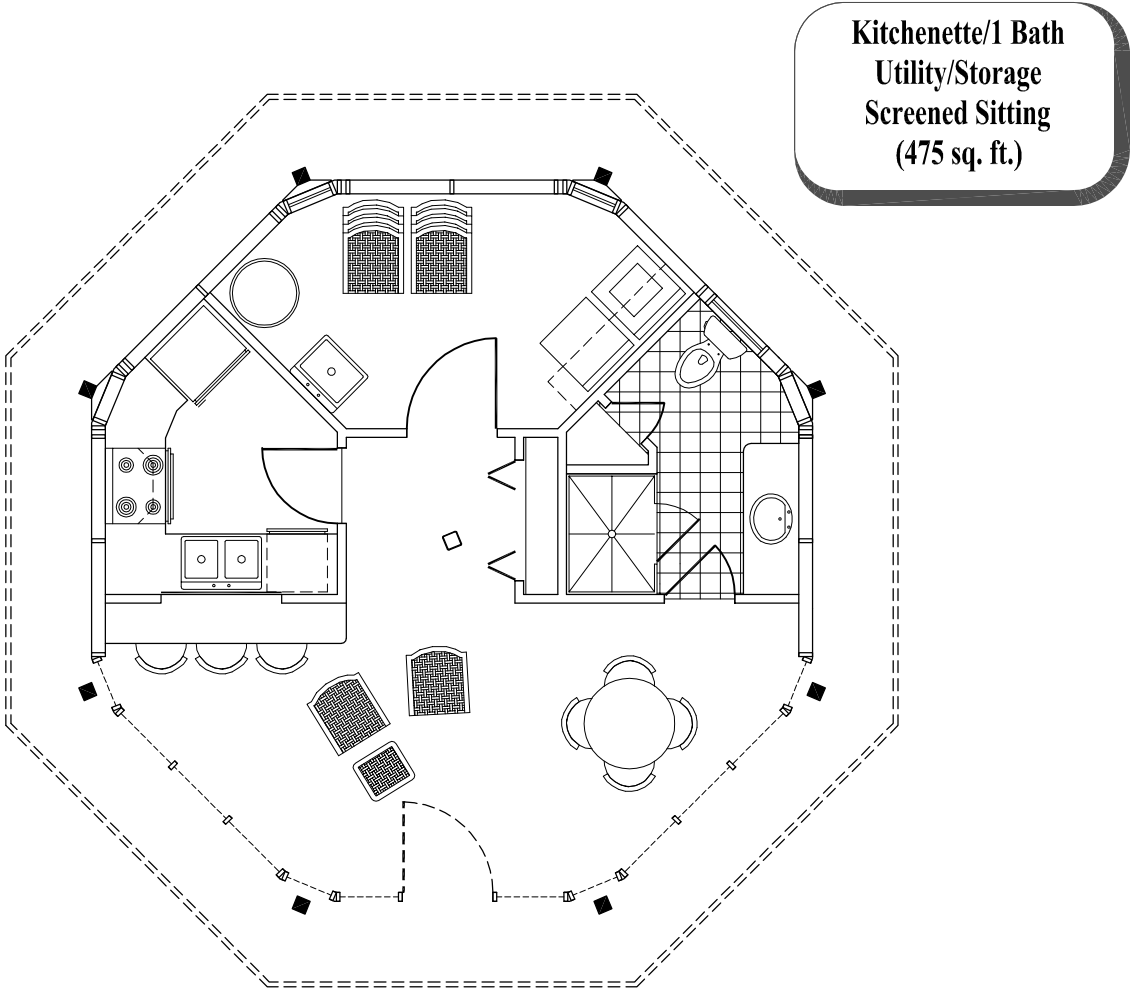 Kitchenette/1 Bath
Utility/Storage
Screened Sitting
(475 sq. ft.)